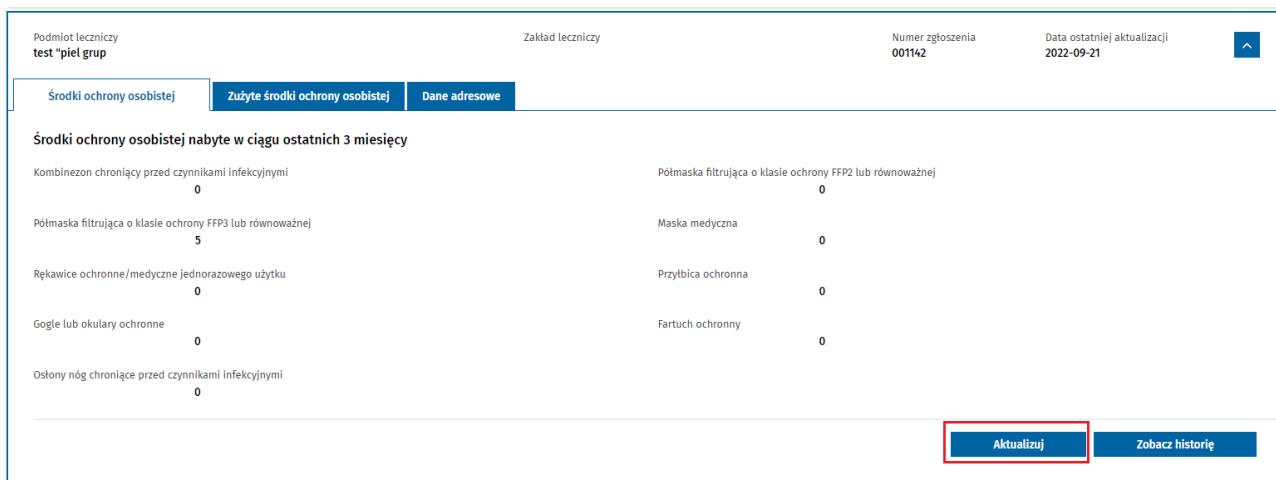 Podmiot leczniczy Zakład leczniczy Numer zgłoszenia Data ostatniej aktualizacji
test "piel grup 001142 2022-09-21
Środki ochrony osobistej Zużyte środki ochrony osobistej Dane adresowe
Środki ochrony osobistej nabyte w ciągu ostatnich 3 miesięcy
Kombinezon chroniący przed czynnikami infekcyjnymi Półmaska filtrująca o klasie ochrony FFP2 lub równoważnej
0 0
Półmaska filtrująca o klasie ochrony FFP3 lub równoważnej Maska medyczna
5 0
Rękawice ochronne/medyczne jednorazowego użytku Przyłbica ochronna
0 0
Gogle lub okulary ochronne Fartuch ochronny
0 0
Osłony nóg chroniące przed czynnikami infekcyjnymi
0
Aktualizuj Zobacz historię